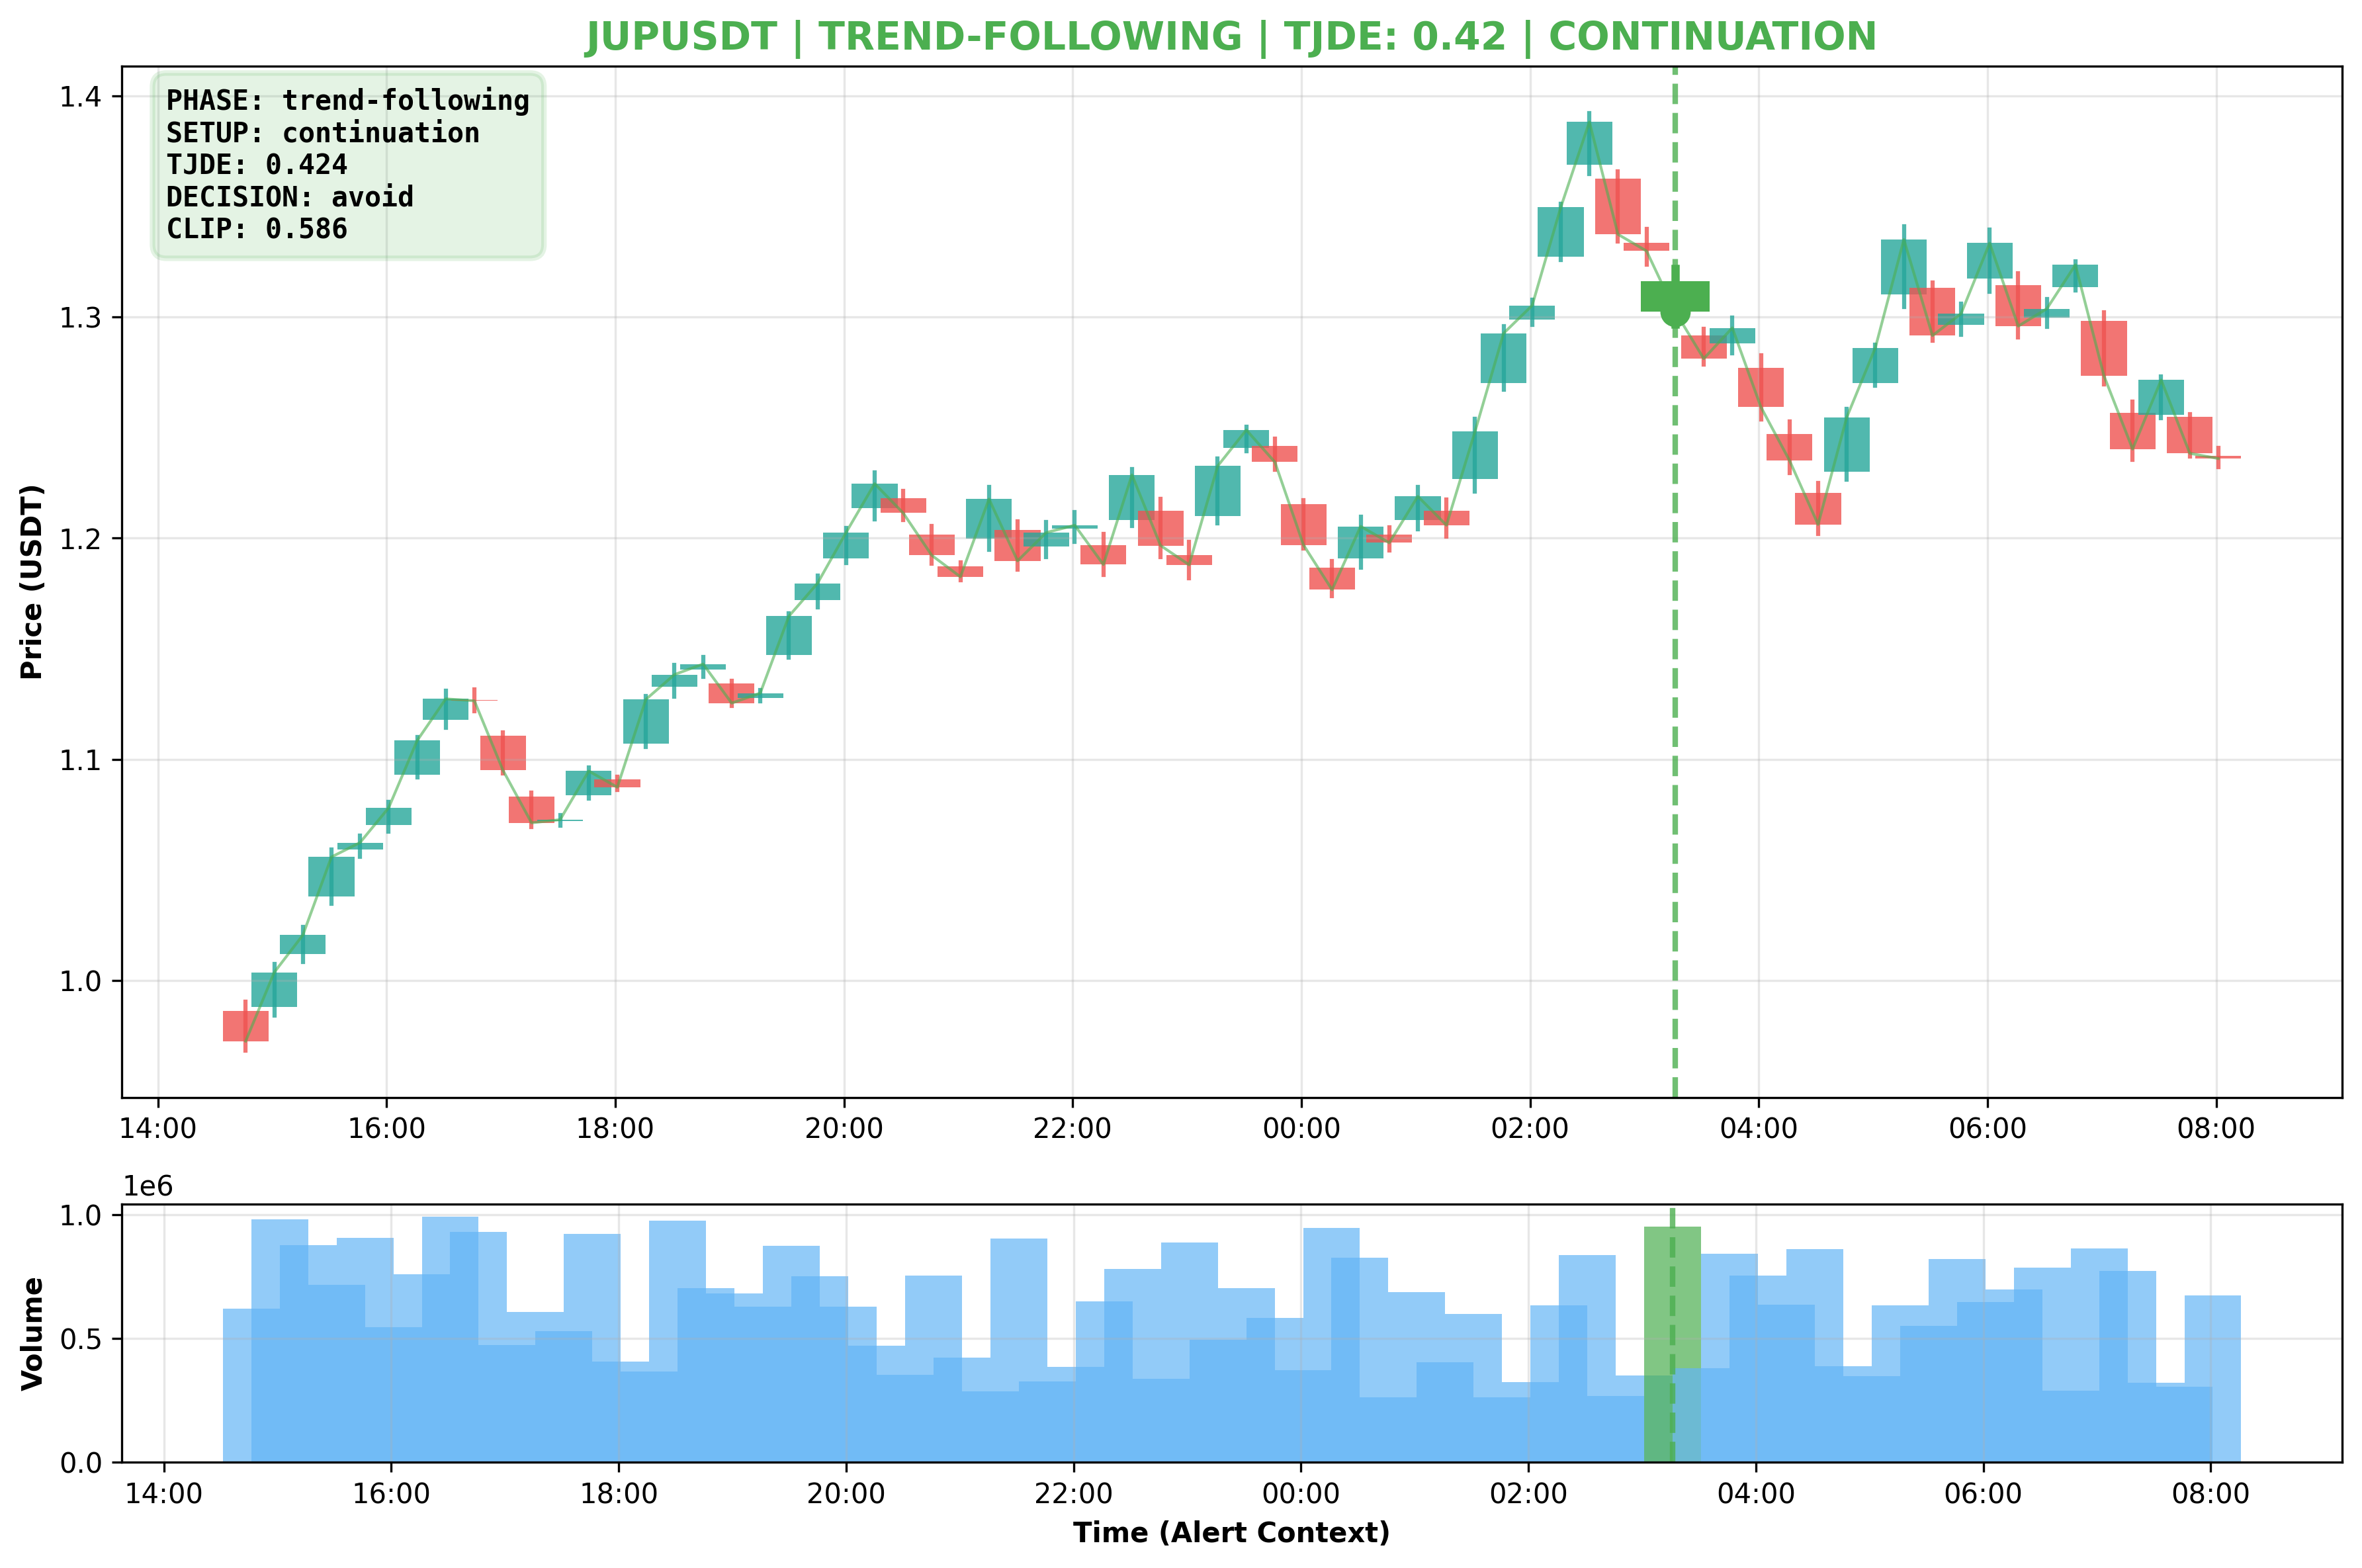 JUPUSDT | TREND-FOLLOWING | TJDE: 0.42 | CONTINUATION
PHASE: trend-following
SETUP: continuation
TJDE: 0.424
DECISION: avoid
CLIP: 0.586
Price (USDT)
1.4
1.3
1.2
1.1
1.0
14:00 16:00 18:00 20:00 22:00 00:00 02:00 04:00 06:00 08:00
1e6
Volume
1.0
0.5
0.0
14:00 16:00 18:00 20:00 22:00 00:00 02:00 04:00 06:00 08:00
Time (Alert Context)